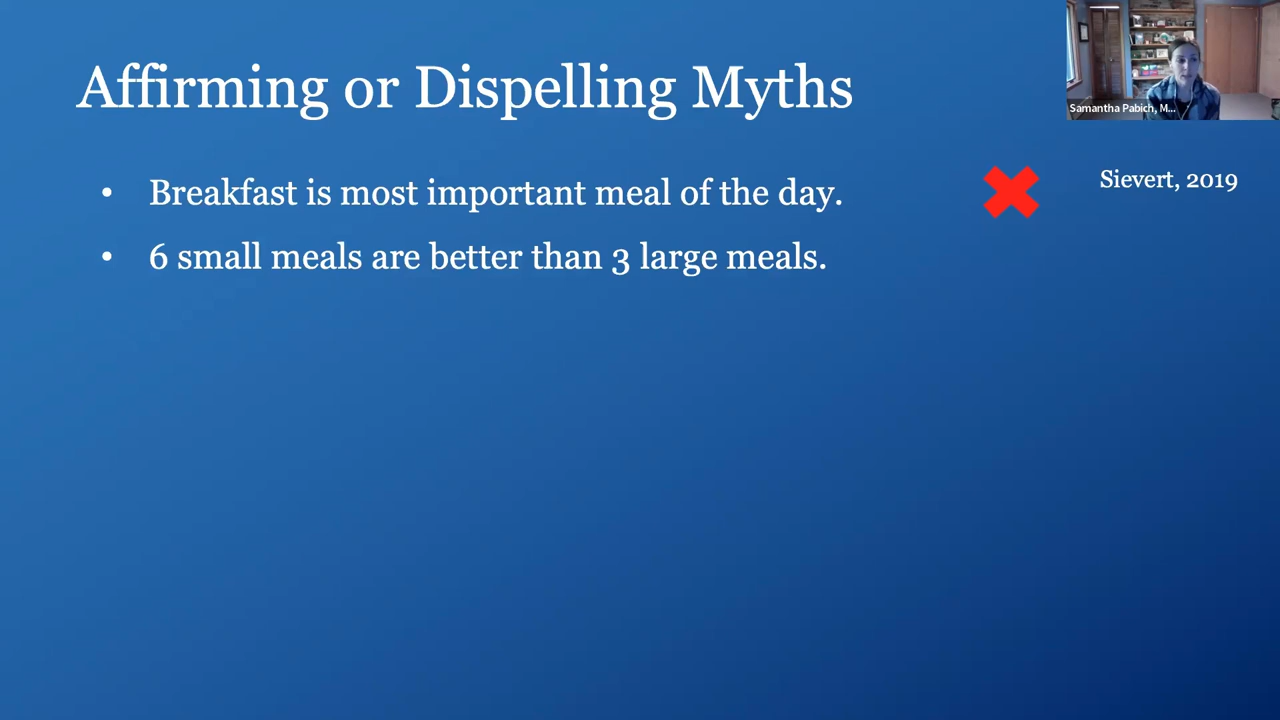 Affirming or Dispelling Myths
Samantha Pabich, M...
• Breakfast is most important meal of the day.
Sievert, 2019
• 6 small meals are better than 3 large meals.